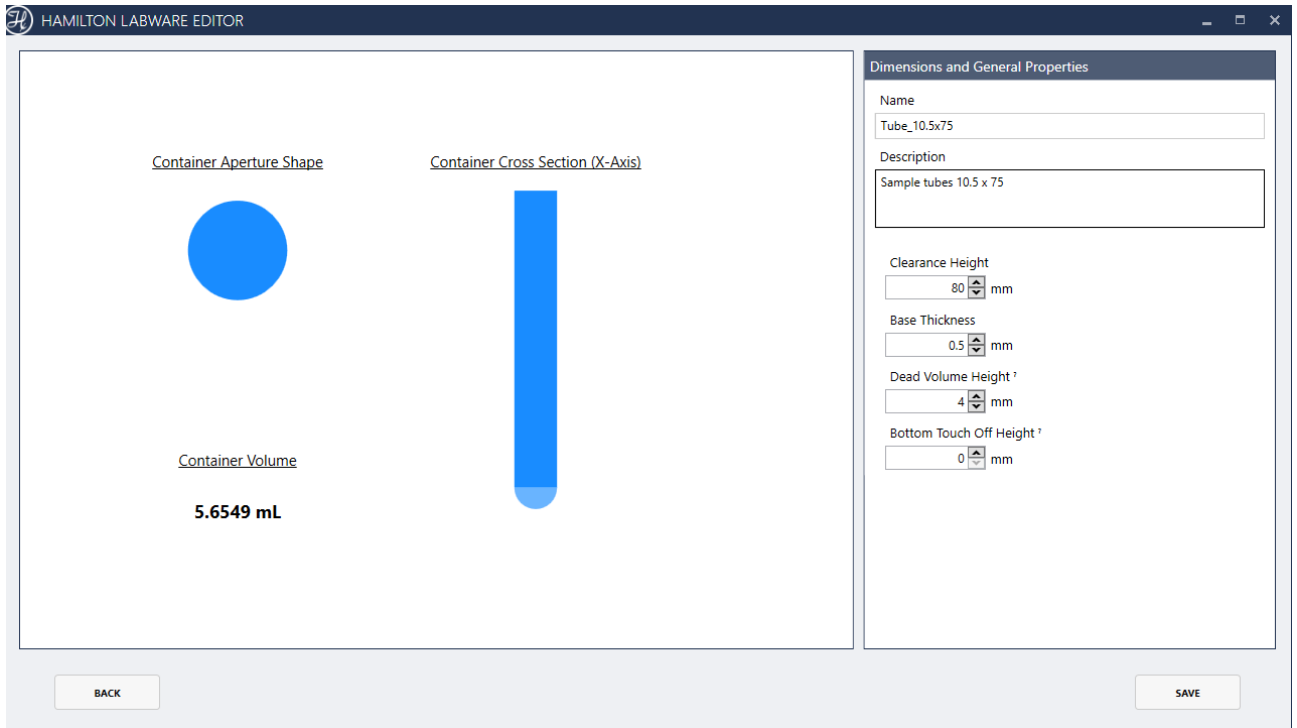 HAMILTON LABWARE EDITOR
Dimensions and General Properties
Name
Tube_10.5x75
Description
Sample tubes 10.5 x 75
Container Aperture Shape
Container Cross Section (X-Axis)
Clearance Height
80 mm
Base Thickness
0.5 mm
Dead Volume Height ?
4 mm
Bottom Touch Off Height ?
0 mm
Container Volume
5.6549 mL
BACK
SAVE